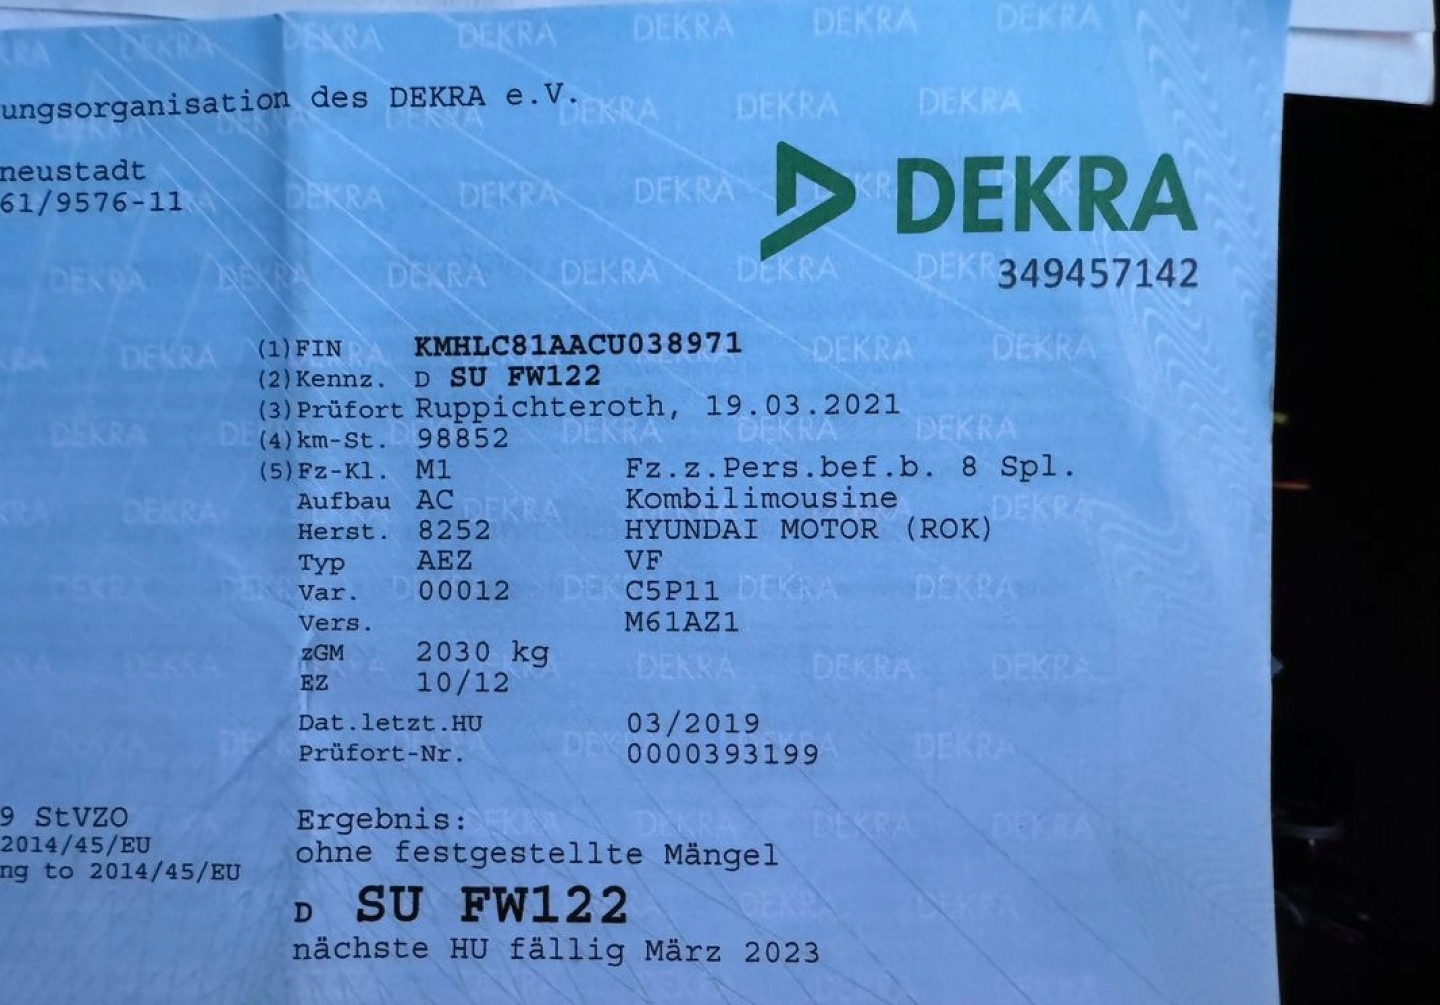 ungsorganisation des DEKRA e.V.
neustadt
61/9576-11
DEKRA
349457142
(1) FIN KMHLC81AACU038971
(2) Kennz. D SU FW122
(3) Prüfort Ruppichteroth, 19.03.2021
(4) km-St. 98852
(5) Fz-Kl. M1 Fz.z.Pers.bef.b. 8 Spl.
Aufbau AC Kombilimousine
Herst. 8252 HYUNDAI MOTOR (ROK)
Typ AEZ VF
Var. 00012 C5P11
Vers. M61AZ1
zGM 2030 kg
EZ 10/12
Dat.letzt.HU 03/2019
Prüfort-Nr. 0000393199
9 StVZO
2014/45/EU
ng to 2014/45/EU
Ergebnis:
ohne festgestellte Mängel
D SU FW122
nächste HU fällig März 2023